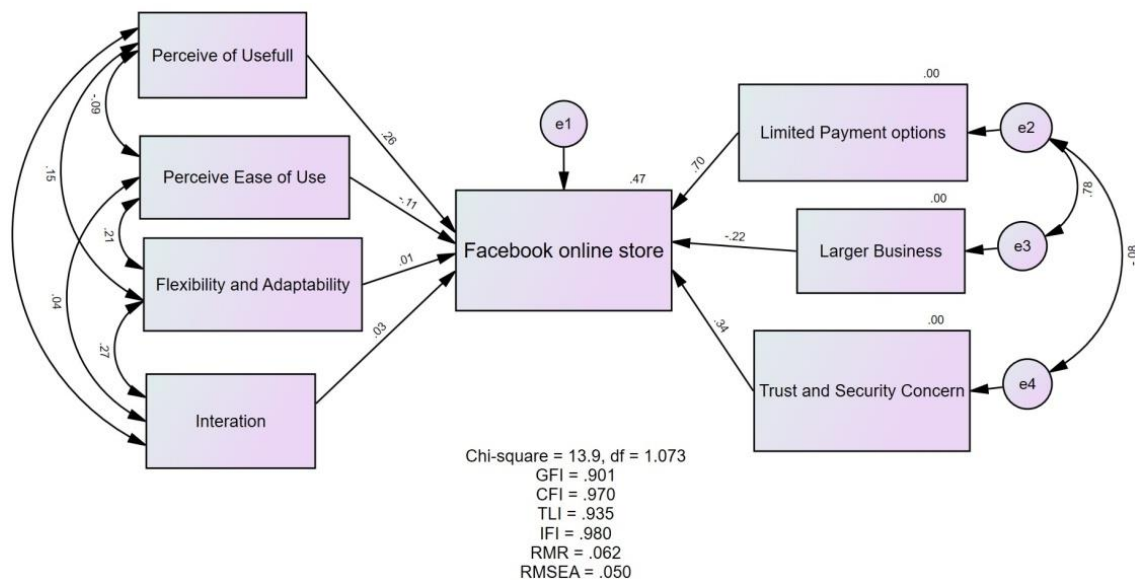 Perceive of Usefull
-.09
.15
Perceive Ease of Use
.21
Flexibility and Adaptability
.04
.27
Interation
.26
-.11
.01
.03
e1
.47
Facebook online store
.00
Limited Payment options
e2
.70
.78
.00
Larger Business
e3
-.22
-.08
.00
Trust and Security Concern
e4
.34
Chi-square = 13.9, df = 1.073
GFI = .901
CFI = .970
TLI = .935
IFI = .980
RMR = .062
RMSEA = .050